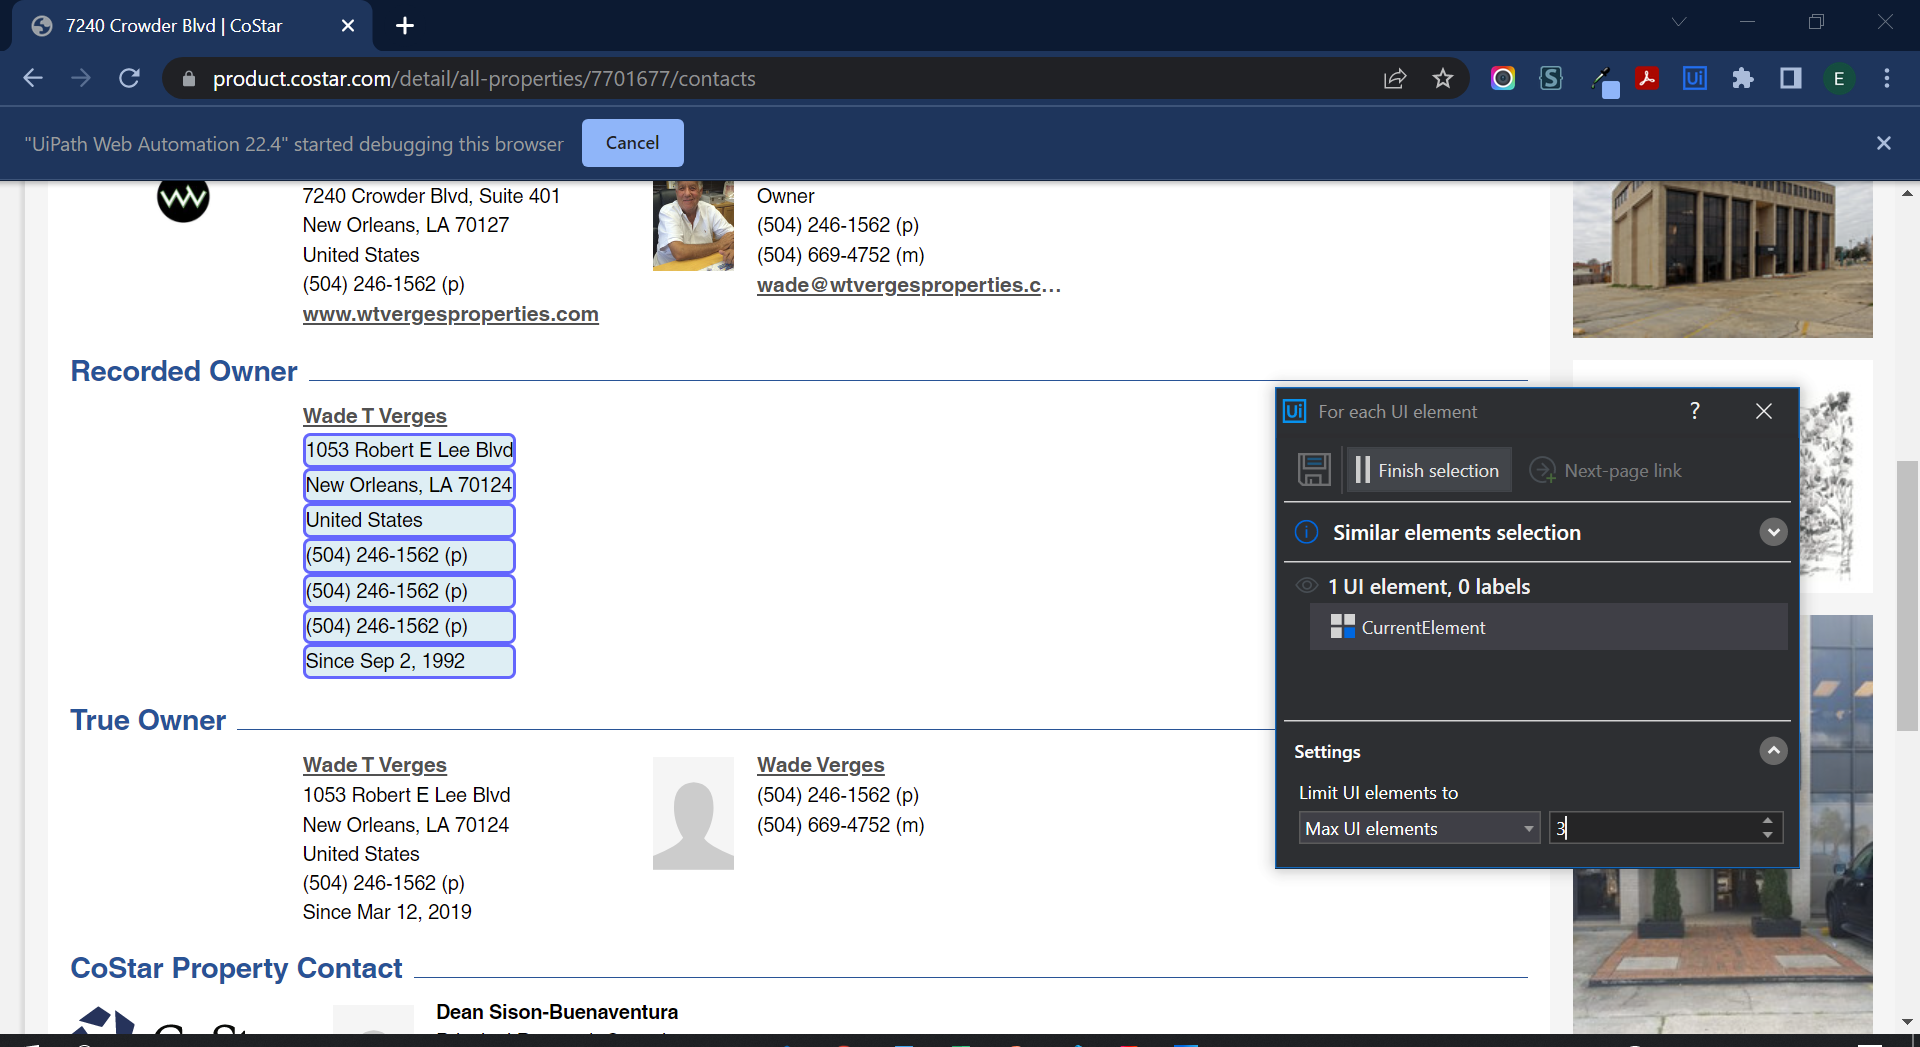 7240 Crowder Blvd | CoStar
product.costar.com/detail/all-properties/7701677/contacts
E
"UiPath Web Automation 22.4" started debugging this browser
Cancel
7240 Crowder Blvd, Suite 401
New Orleans, LA 70127
United States
(504) 246-1562 (p)
www.wtvergesproperties.com
Owner
(504) 246-1562 (p)
(504) 669-4752 (m)
wade@wtvergesproperties.c...
Recorded Owner
Wade T Verges
1053 Robert E Lee Blvd
New Orleans, LA 70124
United States
(504) 246-1562 (p)
(504) 246-1562 (p)
(504) 246-1562 (p)
Since Sep 2, 1992
True Owner
Wade T Verges
1053 Robert E Lee Blvd
New Orleans, LA 70124
United States
(504) 246-1562 (p)
Since Mar 12, 2019
Wade Verges
(504) 246-1562 (p)
(504) 669-4752 (m)
CoStar Property Contact
Dean Sison-Buenaventura
Ui For each UI element ?
Finish selection
Next-page link
Similar elements selection
1 UI element, 0 labels
CurrentElement
Settings
Limit UI elements to
Max UI elements
3